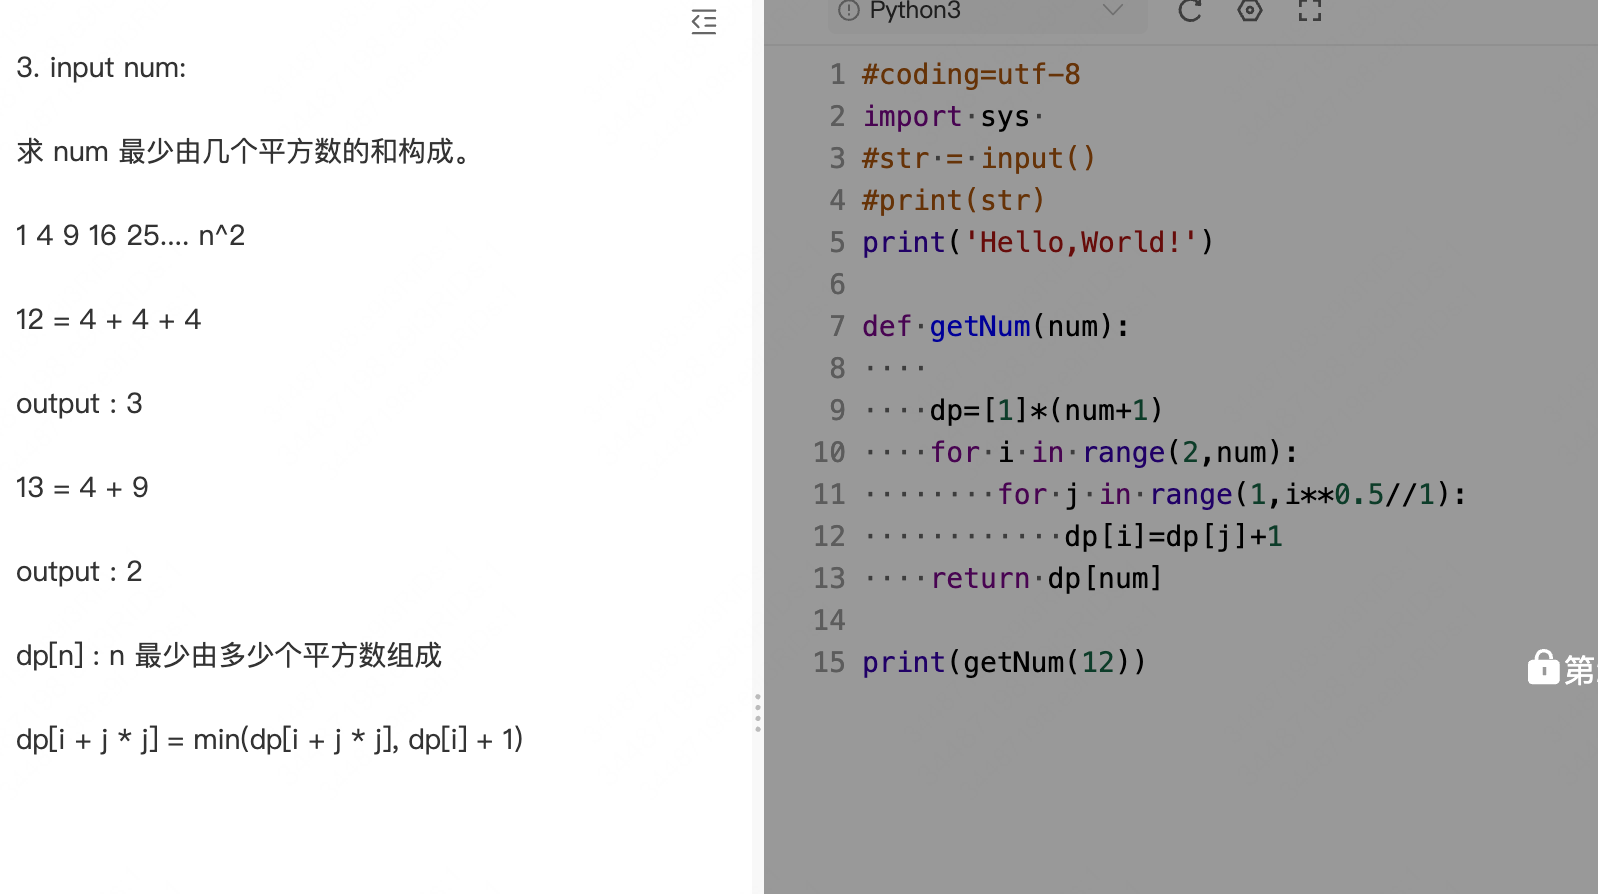 3. input num:
求 num 最少由几个平方数的和构成。
1 4 9 16 25.... n^2
12 = 4 + 4 + 4
output : 3
13 = 4 + 9
output : 2
dp[n] : n 最少由多少个平方数组成
dp[i + j * j] = min(dp[i + j * j], dp[i] + 1)
Python3
1 #coding=utf-8
2 import sys
3 #str = input()
4 #print(str)
5 print('Hello,World!')
6
7 def getNum(num):
8
9     dp=[1]*(num+1)
10     for i in range(2,num):
11         for j in range(1,i**0.5//1):
12             dp[i]=dp[j]+1
13     return dp[num]
14
15 print(getNum(12))
第